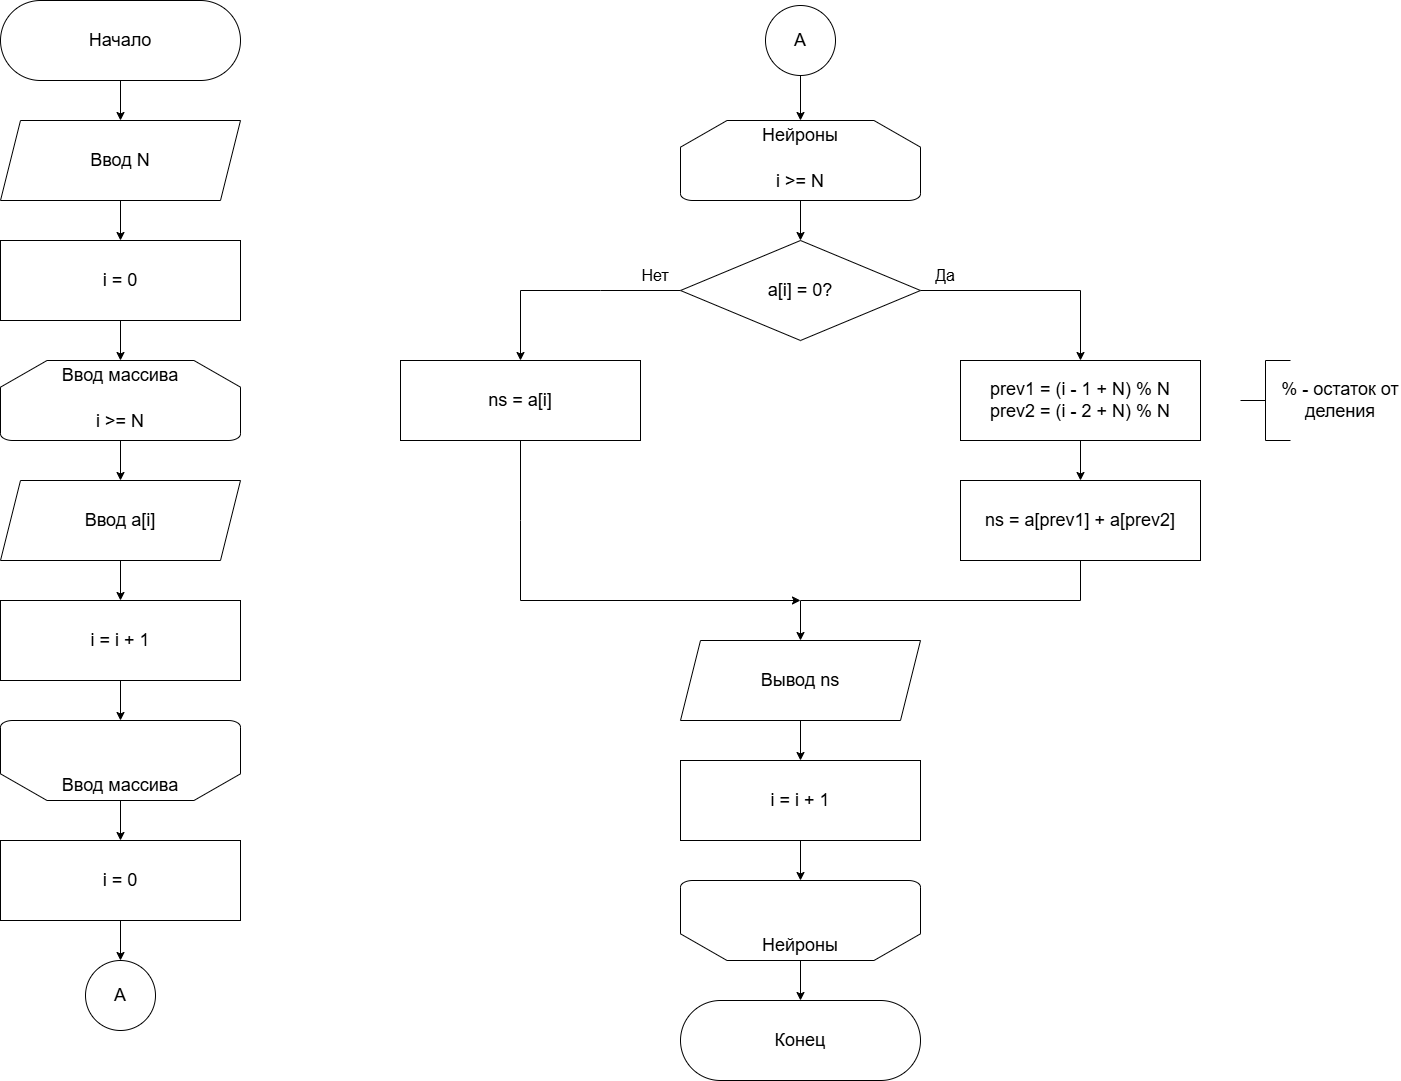 Начало
Ввод N
i = 0
Ввод массива
i >= N
Ввод a[i]
i = i + 1
Ввод массива
i = 0
A
A
Нейроны
i >= N
a[i] = 0?
Нет
Да
ns = a[i]
prev1 = (i - 1 + N) % N
prev2 = (i - 2 + N) % N
% - остаток от
деления
ns = a[prev1] + a[prev2]
Вывод ns
i = i + 1
Нейроны
Конец